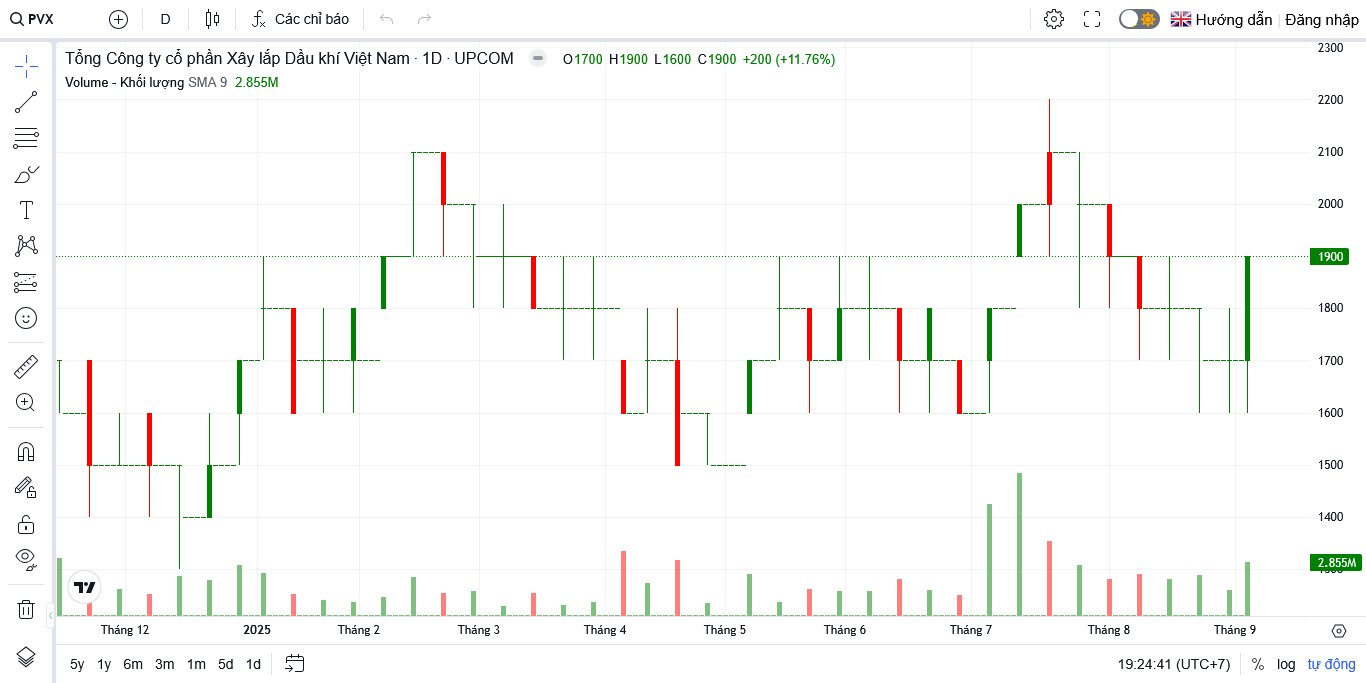 PVX
D
Các chỉ báo
Hướng dẫn
Đăng nhập
Tổng Công ty cổ phần Xây lắp Dầu khí Việt Nam · 1D · UPCOM
O1700 H1900 L1600 C1900 +200 (+11.76%)
Volume - Khối lượng SMA 9 2.855M
2300
2200
2100
2000
1900
1800
1700
1600
1500
1400
2.855M
Tháng 12
2025
Tháng 2
Tháng 3
Tháng 4
Tháng 5
Tháng 6
Tháng 7
Tháng 8
Tháng 9
5y 1y 6m 3m 1m 5d 1d
19:24:41 (UTC+7)
%
log
tự động